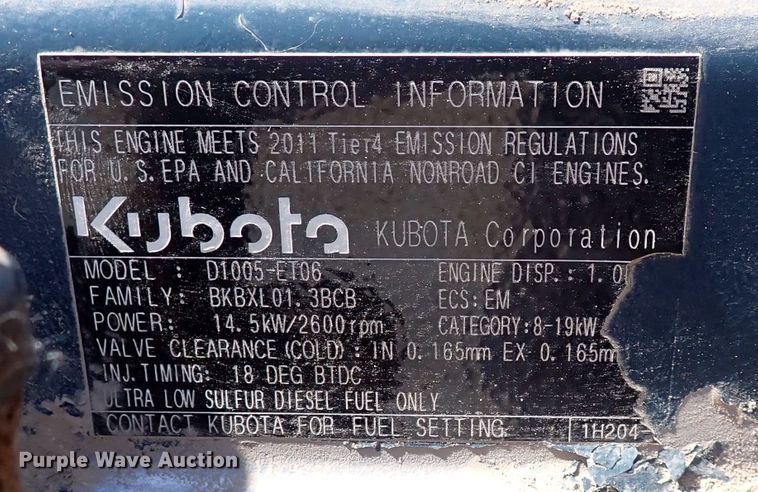 EMISSION CONTROL INFORMATION
THIS ENGINE MEETS 2011 Tier4 EMISSION REGULATIONS
FOR U.S.EPA AND CALIFORNIA NONROAD CI ENGINES.
Kubota KUBOTA Corporation
MODEL : D1005-ET06 ENGINE DISP.: 1.0
FAMILY: BKBXL01.3BCB ECS:EM
POWER: 14.5kW/2600rpm CATEGORY:8-19kW
VALVE CLEARANCE(COLD): IN 0.165mm EX 0.165mm
INJ.TIMING: 18 DEG BTDC
ULTRA LOW SULFUR DIESEL FUEL ONLY
CONTACT KUBOTA FOR FUEL SETTING. 1H204
Purple Wave Auction